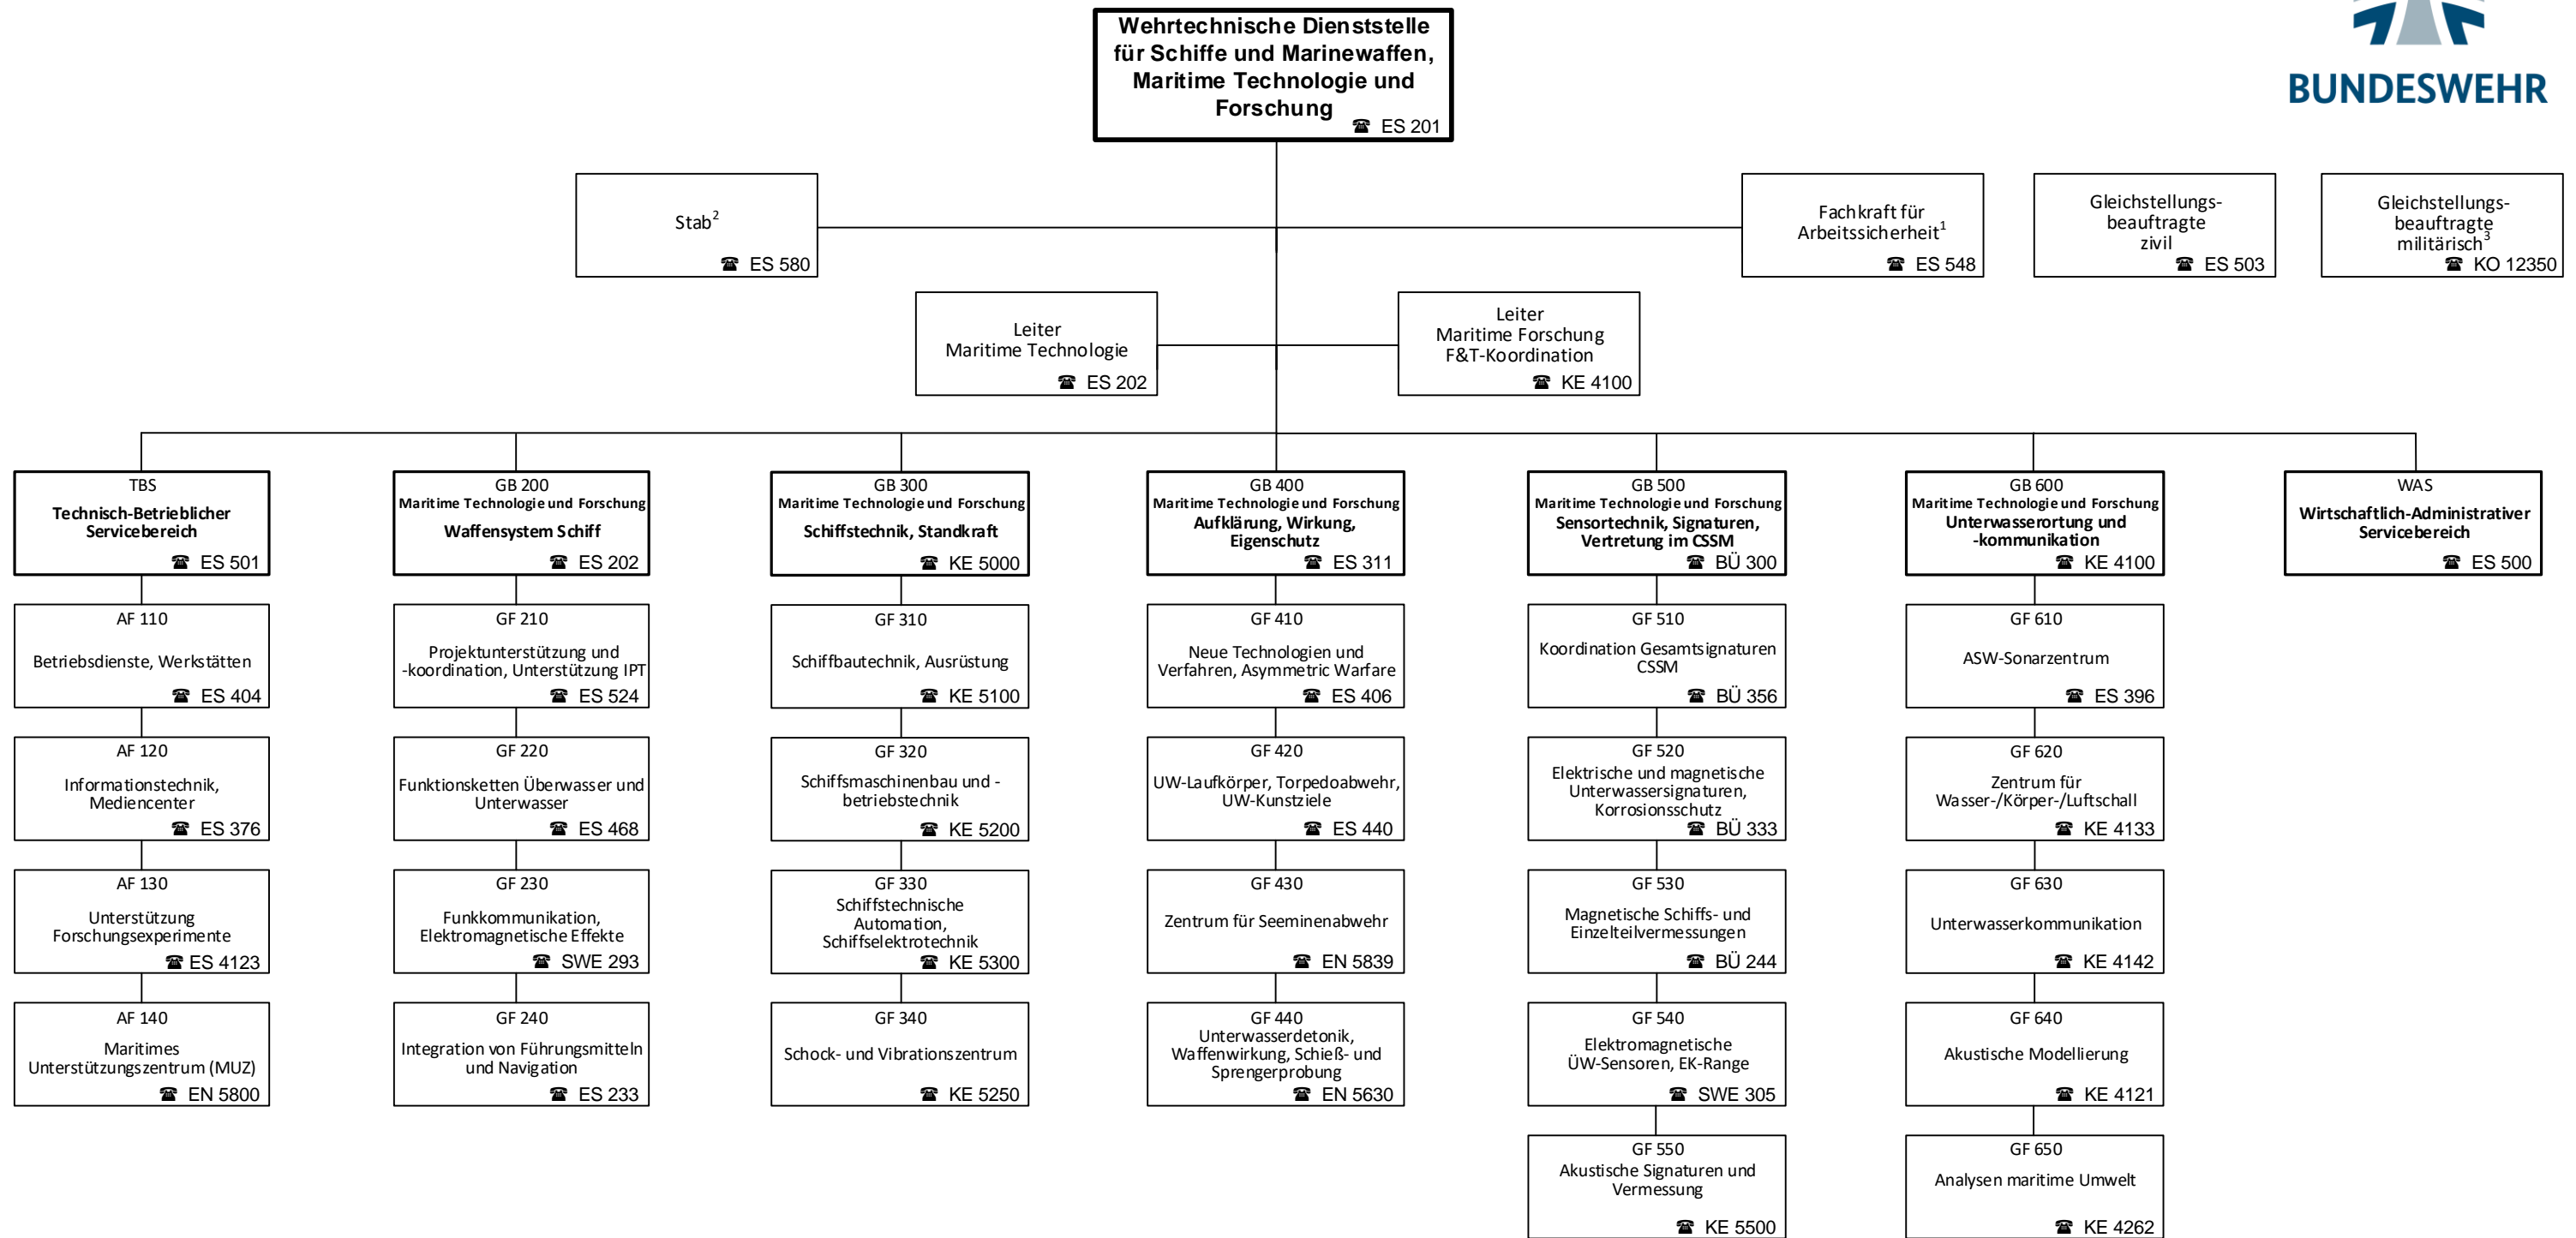 Wehrtechnische Dienststelle
für Schiffe und Marinewaffen,
Maritime Technologie und
Forschung
☎ ES 201
BUNDESWEHR
Stab²
☎ ES 580
Fachkraft für
Arbeitssicherheit¹
☎ ES 548
Gleichstellungs-
beauftragte
zivil
☎ ES 503
Gleichstellungs-
beauftragte
militärisch³
☎ KO 12350
Leiter
Maritime Technologie
☎ ES 202
Leiter
Maritime Forschung
F&T-Koordination
☎ KE 4100
TBS
Technisch-Betrieblicher
Servicebereich
☎ ES 501
AF 110
Betriebsdienste, Werkstätten
☎ ES 404
AF 120
Informationstechnik,
Mediencenter
☎ ES 376
AF 130
Unterstützung
Forschungsexperimente
☎ ES 4123
AF 140
Maritimes
Unterstützungszentrum (MUZ)
☎ EN 5800
GB 200
Maritime Technologie und Forschung
Waffensystem Schiff
☎ ES 202
GF 210
Projektunterstützung und
-koordination, Unterstützung IPT
☎ ES 524
GF 220
Funktionsketten Überwasser und
Unterwasser
☎ ES 468
GF 230
Funkkommunikation,
Elektromagnetische Effekte
☎ SWE 293
GF 240
Integration von Führungsmitteln
und Navigation
☎ ES 233
GB 300
Maritime Technologie und Forschung
Schiffstechnik, Standkraft
☎ KE 5000
GF 310
Schiffbautechnik, Ausrüstung
☎ KE 5100
GF 320
Schiffsmaschinenbau und -
betriebstechnik
☎ KE 5200
GF 330
Schiffstechnische
Automation,
Schiffselektrotechnik
☎ KE 5300
GF 340
Schock- und Vibrationszentrum
☎ KE 5250
GB 400
Maritime Technologie und Forschung
Aufklärung, Wirkung,
Eigenschutz
☎ ES 311
GF 410
Neue Technologien und
Verfahren, Asymmetric Warfare
☎ ES 406
GF 420
UW-Laufkörper, Torpedoabwehr,
UW-Kunstziele
☎ ES 440
GF 430
Zentrum für Seeminenabwehr
☎ EN 5839
GF 440
Unterwasserdetonik,
Waffenwirkung, Schieß- und
Sprengerprobung
☎ EN 5630
GB 500
Maritime Technologie und Forschung
Sensortechnik, Signaturen,
Vertretung im CSSM
☎ BÜ 300
GF 510
Koordination Gesamtsignaturen
CSSM
☎ BÜ 356
GF 520
Elektrische und magnetische
Unterwassersignaturen,
Korrosionsschutz
☎ BÜ 333
GF 530
Magnetische Schiffs- und
Einzelteilvermessungen
☎ BÜ 244
GF 540
Elektromagnetische
ÜW-Sensoren, EK-Range
☎ SWE 305
GF 550
Akustische Signaturen und
Vermessung
☎ KE 5500
GB 600
Maritime Technologie und Forschung
Unterwasserortung und
-kommunikation
☎ KE 4100
GF 610
ASW-Sonarzentrum
☎ ES 396
GF 620
Zentrum für
Wasser-/Körper-/Luftschall
☎ KE 4133
GF 630
Unterwasserkommunikation
☎ KE 4142
GF 640
Akustische Modellierung
☎ KE 4121
GF 650
Analysen maritime Umwelt
☎ KE 4262
WAS
Wirtschaftlich-Administrativer
Servicebereich
☎ ES 500